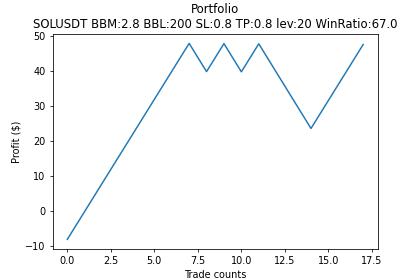 Portfolio
SOLUSDT BBM:2.8 BBL:200 SL:0.8 TP:0.8 lev:20 WinRatio:67.0
50
40
30
20
10
0
−10
Profit ($)
0.0 2.5 5.0 7.5 10.0 12.5 15.0 17.5
Trade counts